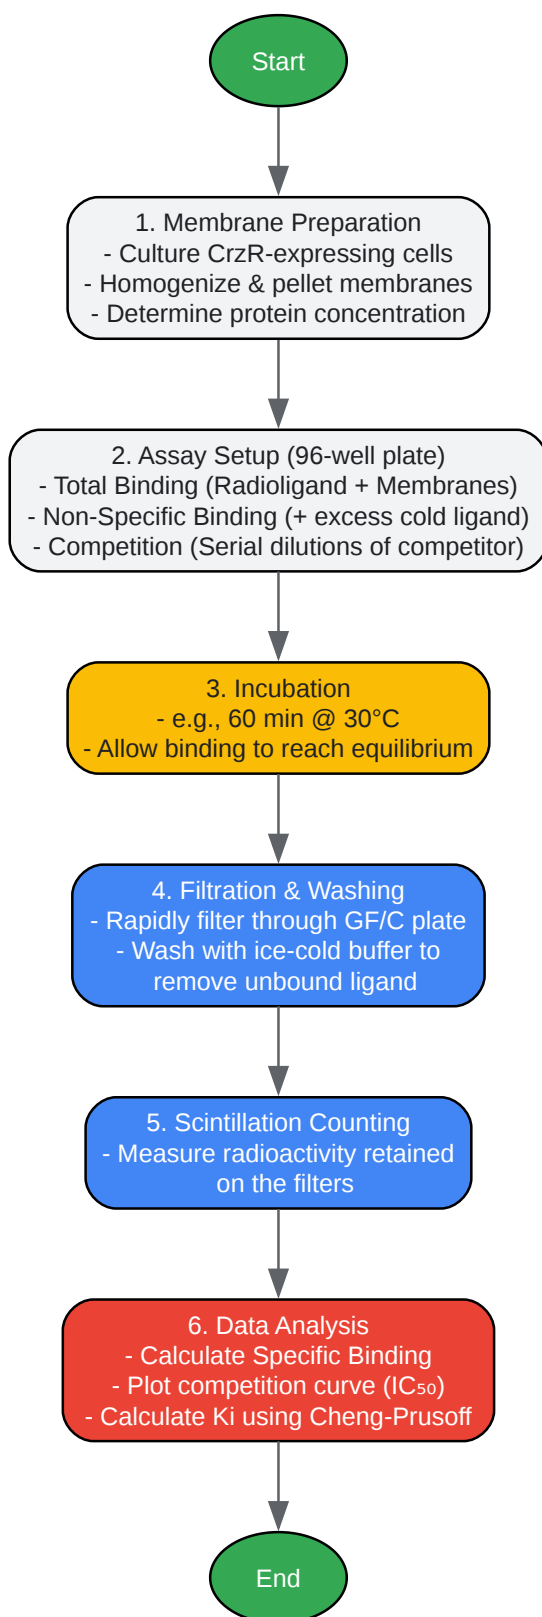 Start
1. Membrane Preparation
- Culture CrzR-expressing cells
- Homogenize & pellet membranes
- Determine protein concentration
2. Assay Setup (96-well plate)
- Total Binding (Radioligand + Membranes)
- Non-Specific Binding (+ excess cold ligand)
- Competition (Serial dilutions of competitor)
3. Incubation
- e.g., 60 min @ 30°C
- Allow binding to reach equilibrium
4. Filtration & Washing
- Rapidly filter through GF/C plate
- Wash with ice-cold buffer to
remove unbound ligand
5. Scintillation Counting
- Measure radioactivity retained
on the filters
6. Data Analysis
- Calculate Specific Binding
- Plot competition curve (IC₅₀)
- Calculate Ki using Cheng-Prusoff
End